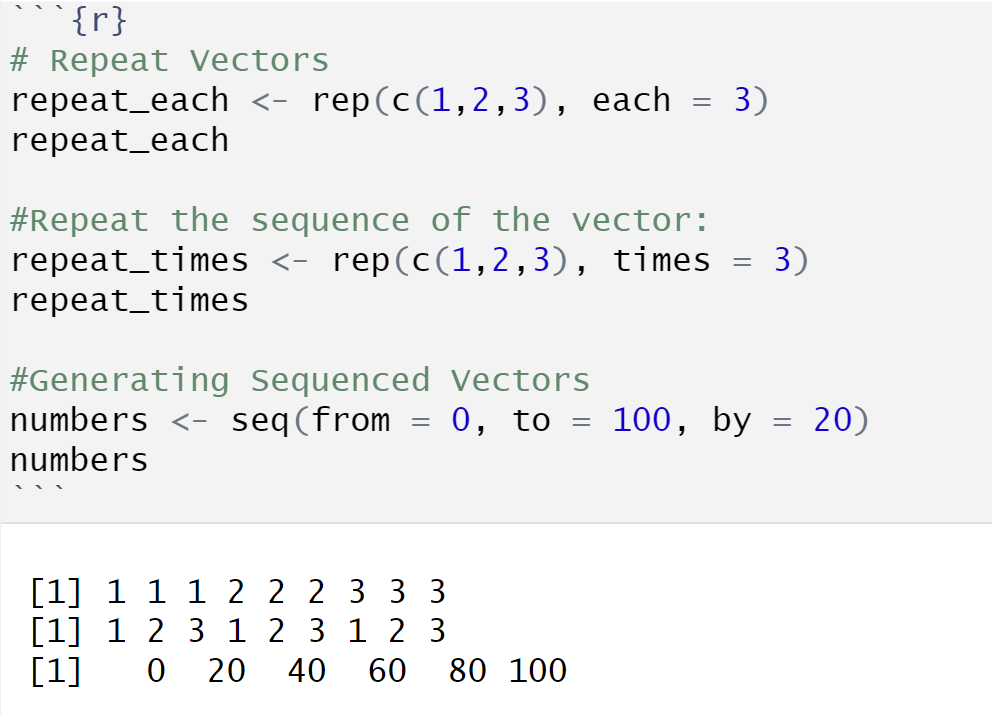 ```{r}
# Repeat Vectors
repeat_each <- rep(c(1,2,3), each = 3)
repeat_each
#Repeat the sequence of the vector:
repeat_times <- rep(c(1,2,3), times = 3)
repeat_times
#Generating Sequenced Vectors
numbers <- seq(from = 0, to = 100, by = 20)
numbers
```
[1] 1 1 1 2 2 2 3 3 3
[1] 1 2 3 1 2 3 1 2 3
[1]   0  20  40  60  80 100